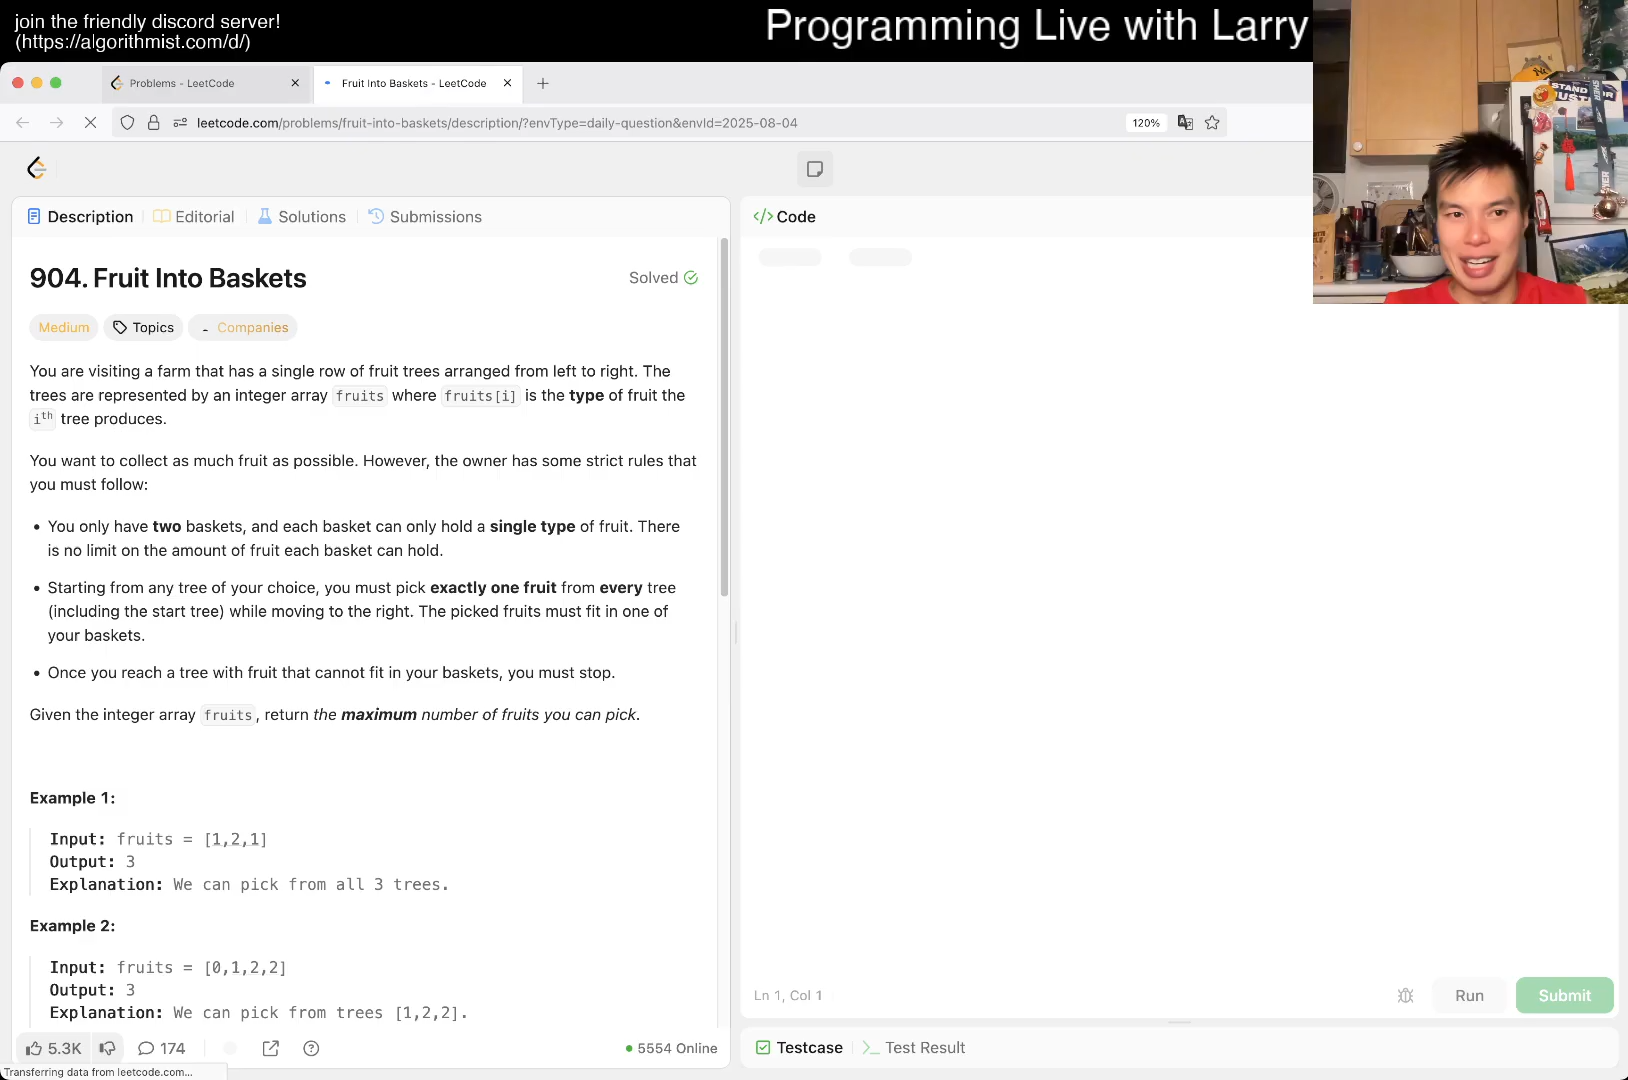 join the friendly discord server!
(https://algorithmist.com/d/)
Programming Live with Larry
Problems - LeetCode
Fruit Into Baskets - LeetCode
leetcode.com/problems/fruit-into-baskets/description/?envType=daily-question&envId=2025-08-04
120%
Description
Editorial
Solutions
Submissions
</> Code
904. Fruit Into Baskets
Solved
Medium
Topics
Companies
You are visiting a farm that has a single row of fruit trees arranged from left to right. The
trees are represented by an integer array fruits where fruits[i] is the type of fruit the
ith tree produces.
You want to collect as much fruit as possible. However, the owner has some strict rules that
you must follow:
• You only have two baskets, and each basket can only hold a single type of fruit. There
is no limit on the amount of fruit each basket can hold.
• Starting from any tree of your choice, you must pick exactly one fruit from every tree
(including the start tree) while moving to the right. The picked fruits must fit in one of
your baskets.
• Once you reach a tree with fruit that cannot fit in your baskets, you must stop.
Given the integer array fruits, return the maximum number of fruits you can pick.
Example 1:
Input: fruits = [1,2,1]
Output: 3
Explanation: We can pick from all 3 trees.
Example 2:
Input: fruits = [0,1,2,2]
Output: 3
Explanation: We can pick from trees [1,2,2].
5.3K
174
5554 Online
Transferring data from leetcode.com...
Ln 1, Col 1
Run
Submit
Testcase
Test Result